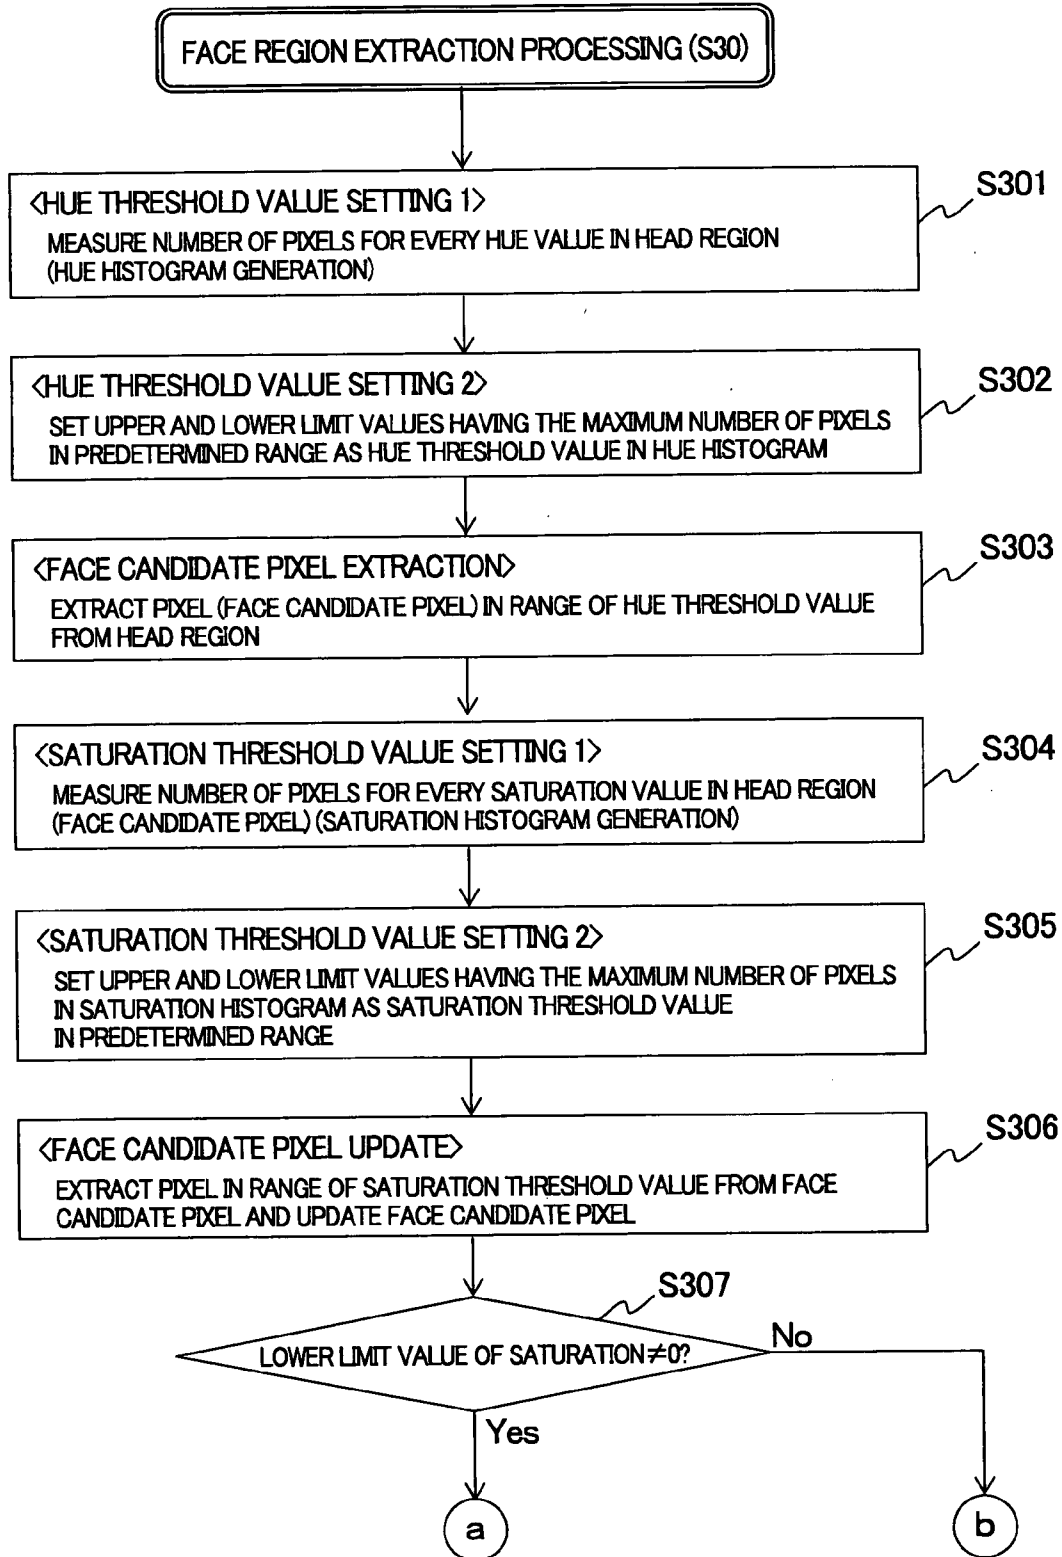 FACE REGION EXTRACTION PROCESSING (S30)
S301
<HUE THRESHOLD VALUE SETTING 1>
MEASURE NUMBER OF PIXELS FOR EVERY HUE VALUE IN HEAD REGION
(HUE HISTOGRAM GENERATION)
S302
<HUE THRESHOLD VALUE SETTING 2>
SET UPPER AND LOWER LIMIT VALUES HAVING THE MAXIMUM NUMBER OF PIXELS
IN PREDETERMINED RANGE AS HUE THRESHOLD VALUE IN HUE HISTOGRAM
S303
<FACE CANDIDATE PIXEL EXTRACTION>
EXTRACT PIXEL (FACE CANDIDATE PIXEL) IN RANGE OF HUE THRESHOLD VALUE
FROM HEAD REGION
S304
<SATURATION THRESHOLD VALUE SETTING 1>
MEASURE NUMBER OF PIXELS FOR EVERY SATURATION VALUE IN HEAD REGION
(FACE CANDIDATE PIXEL) (SATURATION HISTOGRAM GENERATION)
S305
<SATURATION THRESHOLD VALUE SETTING 2>
SET UPPER AND LOWER LIMIT VALUES HAVING THE MAXIMUM NUMBER OF PIXELS
IN SATURATION HISTOGRAM AS SATURATION THRESHOLD VALUE
IN PREDETERMINED RANGE
S306
<FACE CANDIDATE PIXEL UPDATE>
EXTRACT PIXEL IN RANGE OF SATURATION THRESHOLD VALUE FROM FACE
CANDIDATE PIXEL AND UPDATE FACE CANDIDATE PIXEL
S307
LOWER LIMIT VALUE OF SATURATION≠0?
No
Yes
a
b